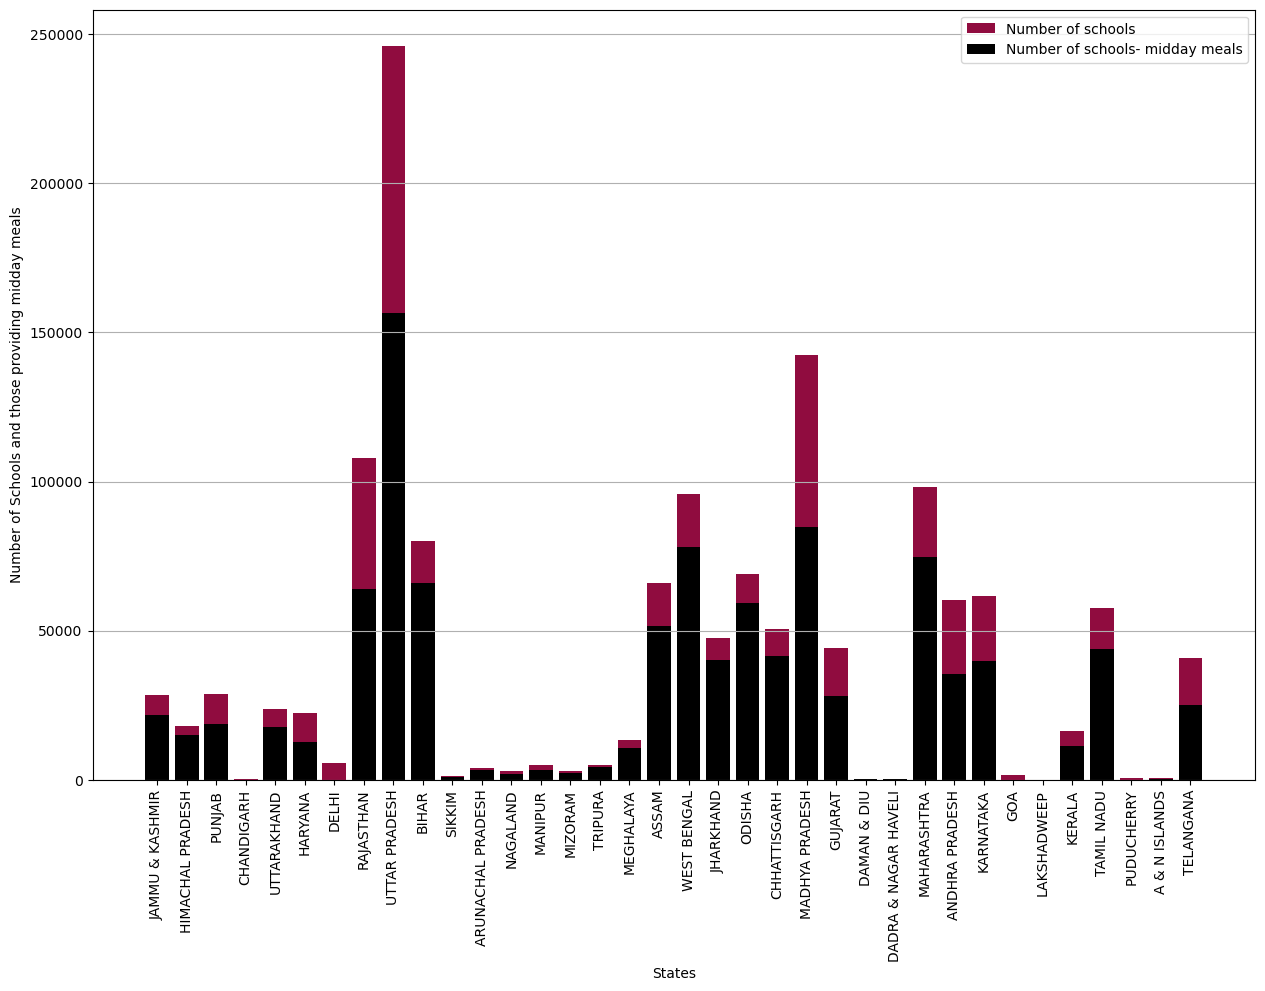 Number of schools
Number of schools- midday meals
250000
200000
150000
100000
50000
0
Number of Schools and those providing midday meals
JAMMU & KASHMIR
HIMACHAL PRADESH
PUNJAB
CHANDIGARH
UTTARAKHAND
HARYANA
DELHI
RAJASTHAN
UTTAR PRADESH
BIHAR
SIKKIM
ARUNACHAL PRADESH
NAGALAND
MANIPUR
MIZORAM
TRIPURA
MEGHALAYA
ASSAM
WEST BENGAL
JHARKHAND
ODISHA
CHHATTISGARH
MADHYA PRADESH
GUJARAT
DAMAN & DIU
DADRA & NAGAR HAVELI
MAHARASHTRA
ANDHRA PRADESH
KARNATAKA
GOA
LAKSHADWEEP
KERALA
TAMIL NADU
PUDUCHERRY
A & N ISLANDS
TELANGANA
States